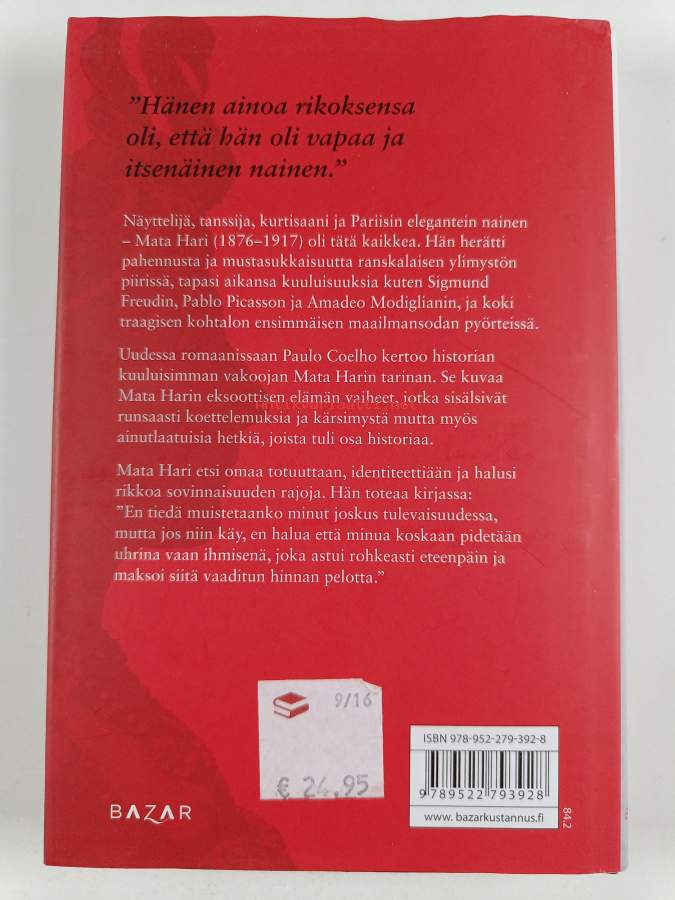 ”Hänen ainoa rikoksensa
oli, että hän oli vapaa ja
itsenäinen nainen.”
Näyttelijä, tanssija, kurtisaani ja Pariisin elegantein nainen
– Mata Hari (1876–1917) oli tätä kaikkea. Hän herätti
pahennusta ja mustasukkaisuutta ranskalaisen ylimystön
piirissä, tapasi aikansa kuuluisuuksia kuten Sigmund
Freudin, Pablo Picasson ja Amadeo Modiglianin, ja koki
traagisen kohtalon ensimmäisen maailmansodan pyörteissä.
Uudessa romaanissaan Paulo Coelho kertoo historian
kuuluisimman vakoojan Mata Harin tarinan. Se kuvaa
Mata Harin eksoottisen elämän vaiheet, jotka sisälsivät
Antikvariaatti.net
runsaasti koettelemuksia ja kärsimystä mutta myös
ainutlaatuisia hetkiä, joista tuli osa historiaa.
Mata Hari etsi omaa totuuttaan, identiteettiään ja halusi
rikkoa sovinnaisuuden rajoja. Hän toteaa kirjassa:
”En tiedä muistetaanko minut joskus tulevaisuudessa,
mutta jos niin käy, en halua että minua koskaan pidetään
uhrina vaan ihmisenä, joka astui rohkeasti eteenpäin ja
maksoi siitä vaaditun hinnan pelotta.”
9/16
€ 24,95
ISBN 978-952-279-392-8
9 789522 793928
www.bazarkustannus.fi
84.2
BAZAR